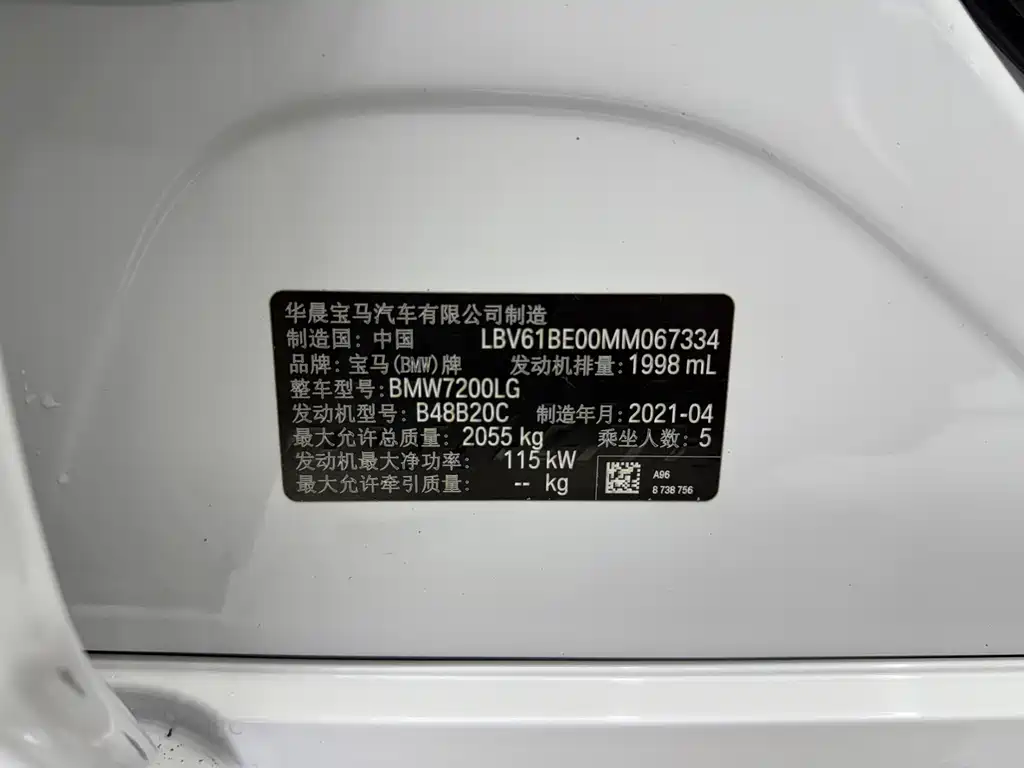 华晨宝马汽车有限公司制造
制造国: 中国 LBV61BE00MM067334
品牌: 宝马(BMW)牌 发动机排量: 1998 mL
整车型号: BMW7200LG
发动机型号: B48B20C 制造年月: 2021-04
最大允许总质量: 2055 kg 乘坐人数: 5
发动机最大净功率: 115 kW
最大允许牵引质量: -- kg
A96
8 738 756